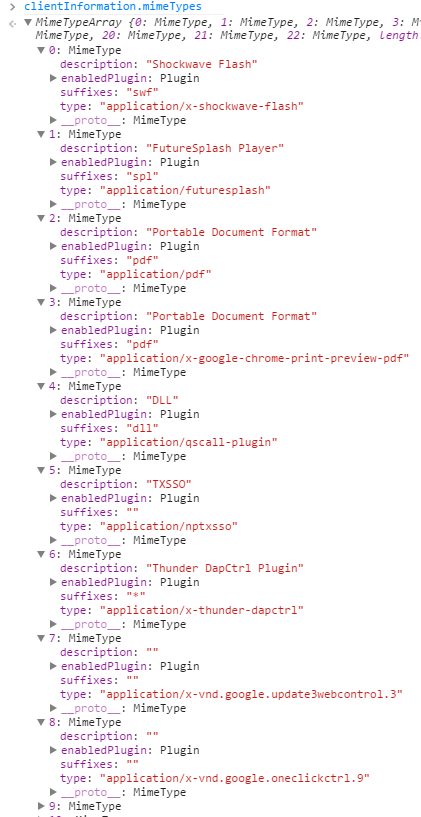 > clientInformation.mimeTypes
MimeTypeArray {0: MimeType, 1: MimeType, 2: MimeType, 3:
MimeType, 20: MimeType, 21: MimeType, 22: MimeType, length
0: MimeType
description: "Shockwave Flash"
enabledPlugin: Plugin
suffixes: "swf"
type: "application/x-shockwave-flash"
__proto__: MimeType
1: MimeType
description: "FutureSplash Player"
enabledPlugin: Plugin
suffixes: "spl"
type: "application/futuresplash"
__proto__: MimeType
2: MimeType
description: "Portable Document Format"
enabledPlugin: Plugin
suffixes: "pdf"
type: "application/pdf"
__proto__: MimeType
3: MimeType
description: "Portable Document Format"
enabledPlugin: Plugin
suffixes: "pdf"
type: "application/x-google-chrome-print-preview-pdf"
__proto__: MimeType
4: MimeType
description: "DLL"
enabledPlugin: Plugin
suffixes: "dll"
type: "application/qscall-plugin"
__proto__: MimeType
5: MimeType
description: "TXSSO"
enabledPlugin: Plugin
suffixes: ""
type: "application/nptxsso"
__proto__: MimeType
6: MimeType
description: "Thunder DapCtrl Plugin"
enabledPlugin: Plugin
suffixes: "*"
type: "application/x-thunder-dapctrl"
__proto__: MimeType
7: MimeType
description: ""
enabledPlugin: Plugin
suffixes: ""
type: "application/x-vnd.google.update3webcontrol.3"
__proto__: MimeType
8: MimeType
description: ""
enabledPlugin: Plugin
suffixes: ""
type: "application/x-vnd.google.oneclickctrl.9"
__proto__: MimeType
9: MimeType